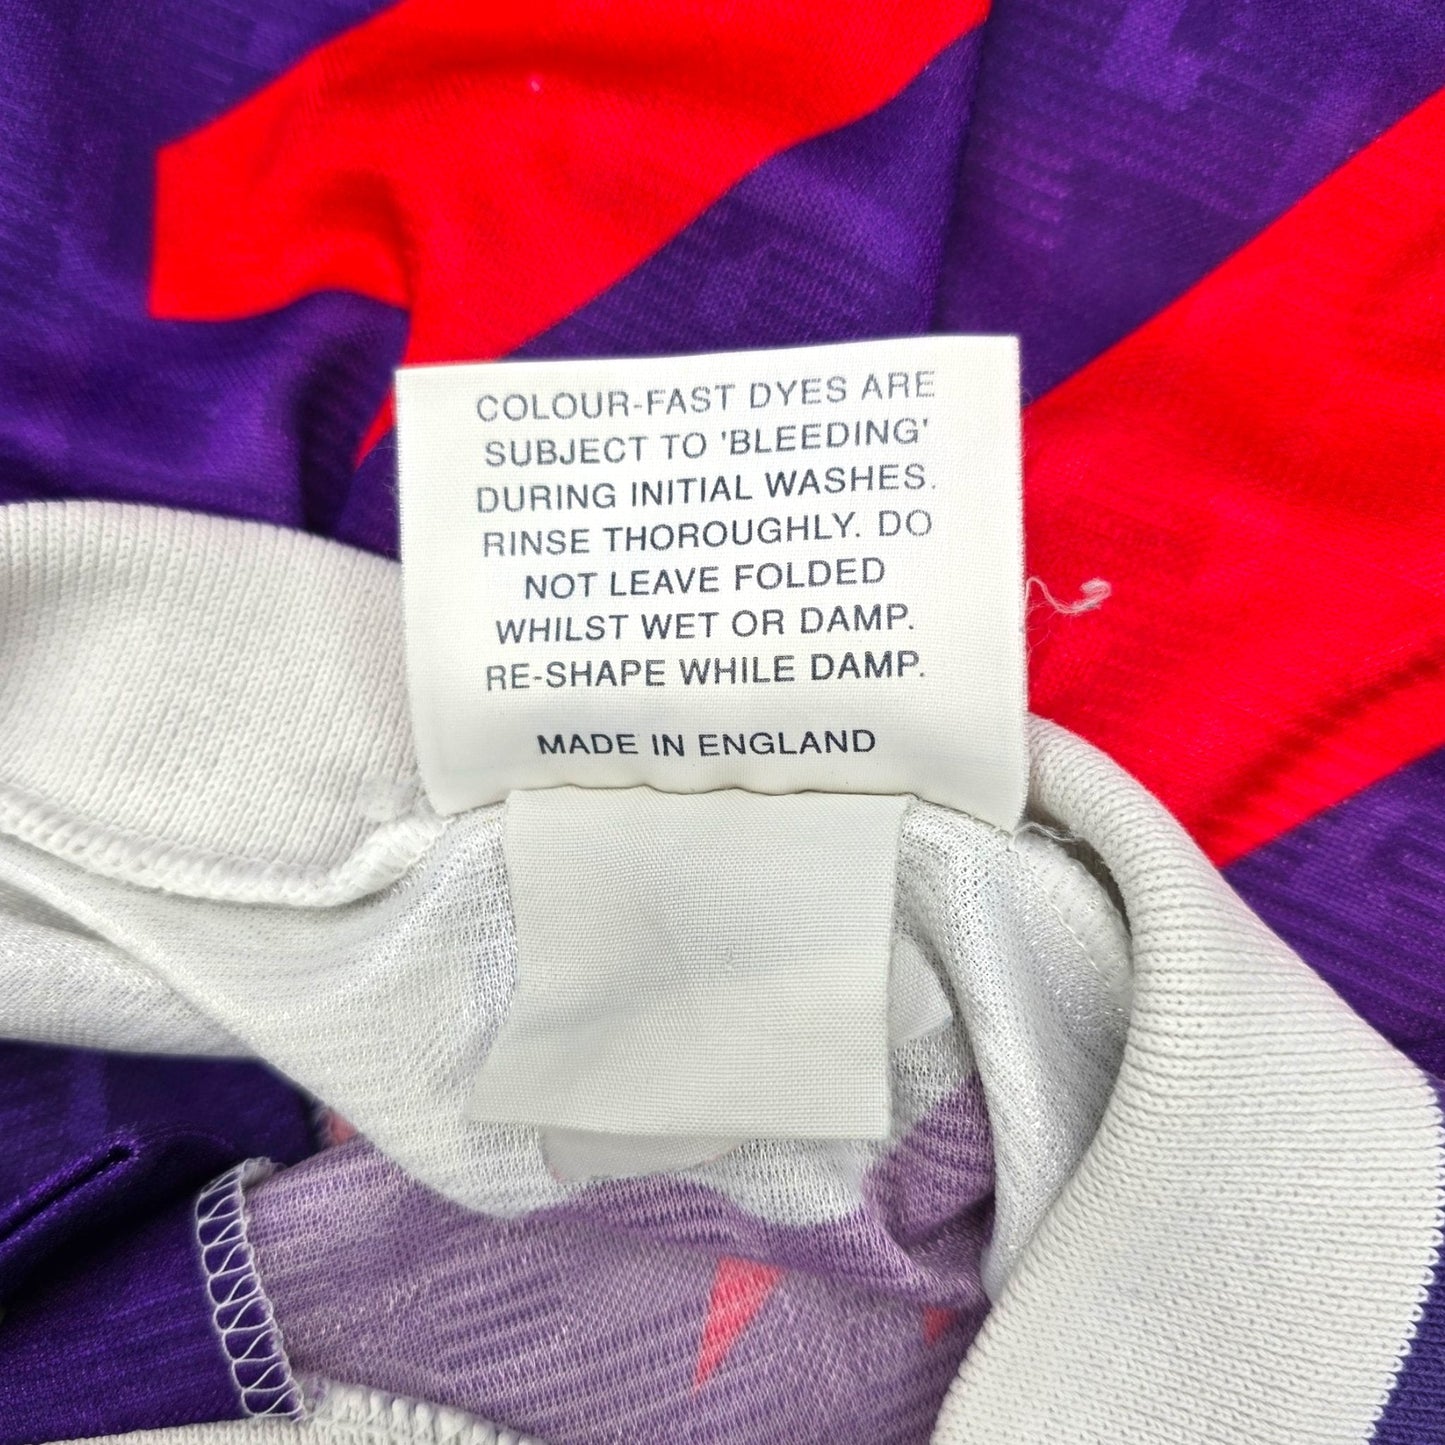 COLOUR-FAST DYES ARE
SUBJECT TO 'BLEEDING'
DURING INITIAL WASHES.
RINSE THOROUGHLY. DO
NOT LEAVE FOLDED
WHILST WET OR DAMP.
RE-SHAPE WHILE DAMP.
MADE IN ENGLAND